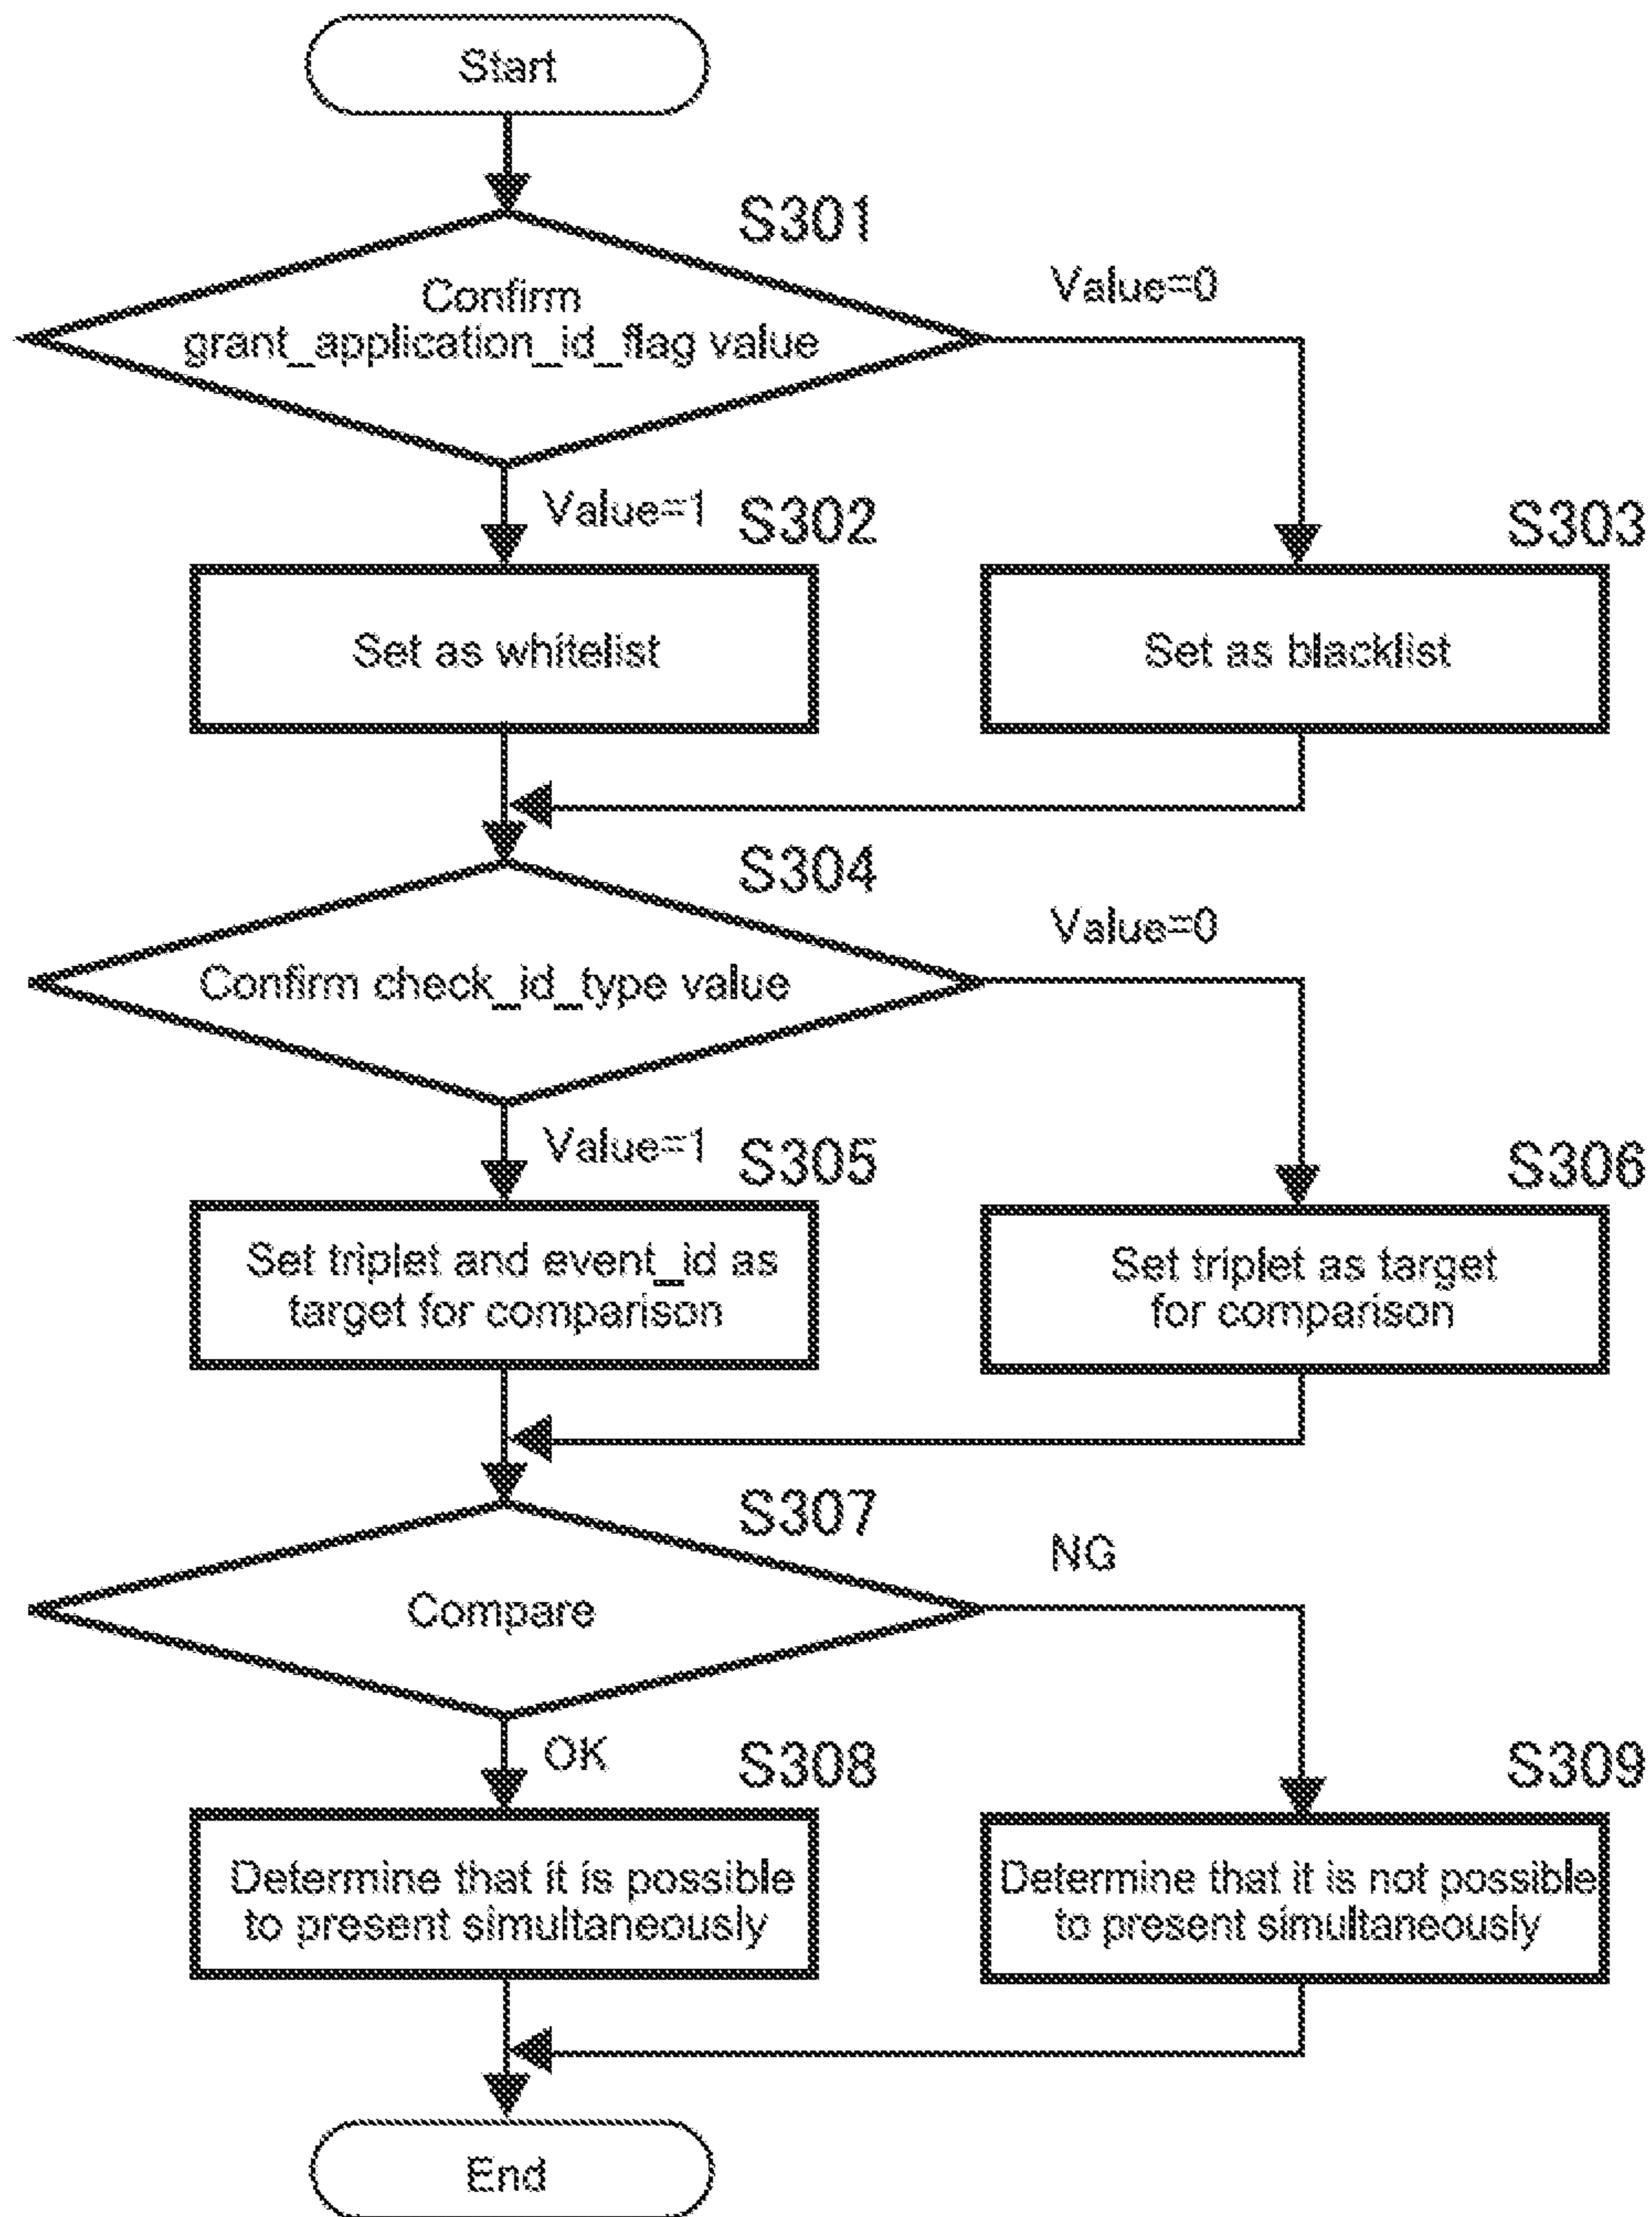 Start
S301
Confirm
grant_application_id_flag value
Value=0
Value=1
S302
S303
Set as whitelist
Set as blacklist
S304
Value=0
Confirm check_id_type value
Value=1
S305
S306
Set triplet and event_id as
target for comparison
Set triplet as target
for comparison
S307
NG
Compare
OK
S308
S309
Determine that it is possible
to present simultaneously
Determine that it is not possible
to present simultaneously
End